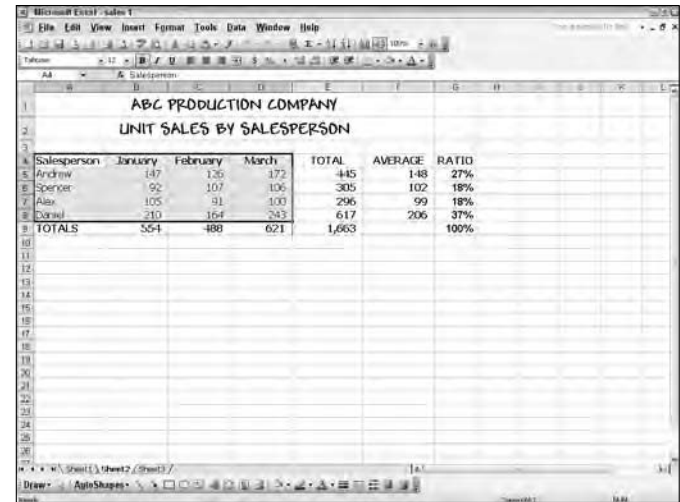 Microsoft Excel - sales 1
File Edit View Insert Format Tools Data Window Help
Tahoma 12 B I U $ %
A4 Salesperson
ABC PRODUCTION COMPANY
UNIT SALES BY SALESPERSON
Salesperson January February March TOTAL AVERAGE RATIO
Andrew 147 126 172 445 148 27%
Spencer 92 107 106 305 102 18%
Alex 105 91 100 296 99 18%
Daniel 210 164 243 617 206 37%
TOTALS 554 488 621 1,663 100%
Sheet1 Sheet2 Sheet3
Draw AutoShapes